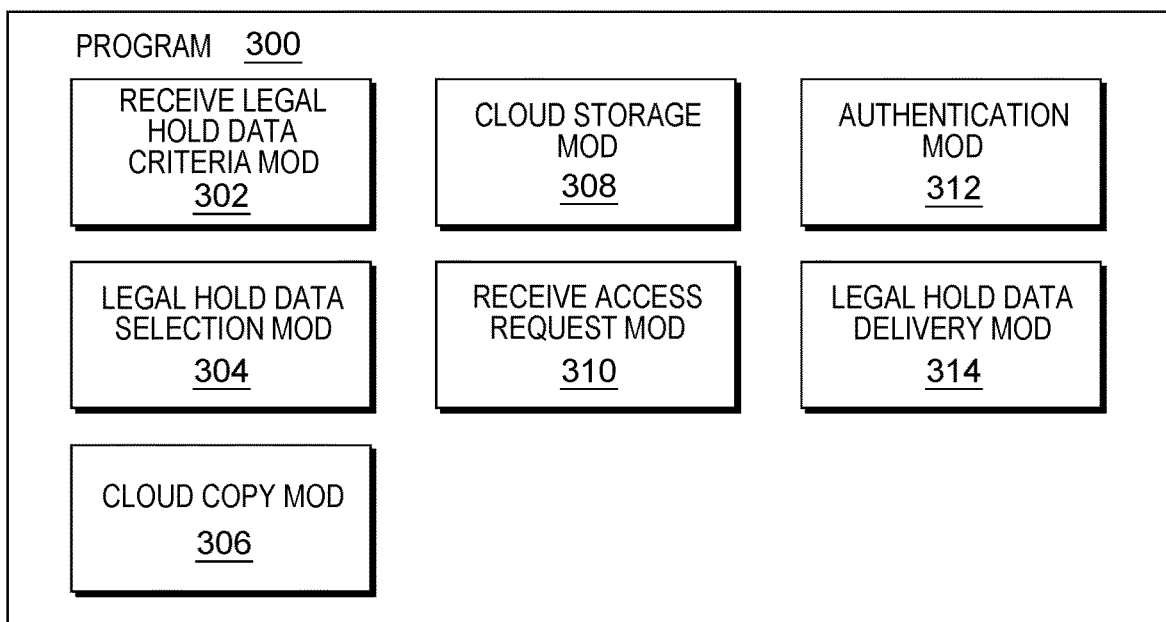 PROGRAM 300
RECEIVE LEGAL
HOLD DATA
CRITERIA MOD
302
CLOUD STORAGE
MOD
308
AUTHENTICATION
MOD
312
LEGAL HOLD DATA
SELECTION MOD
304
RECEIVE ACCESS
REQUEST MOD
310
LEGAL HOLD DATA
DELIVERY MOD
314
CLOUD COPY MOD
306